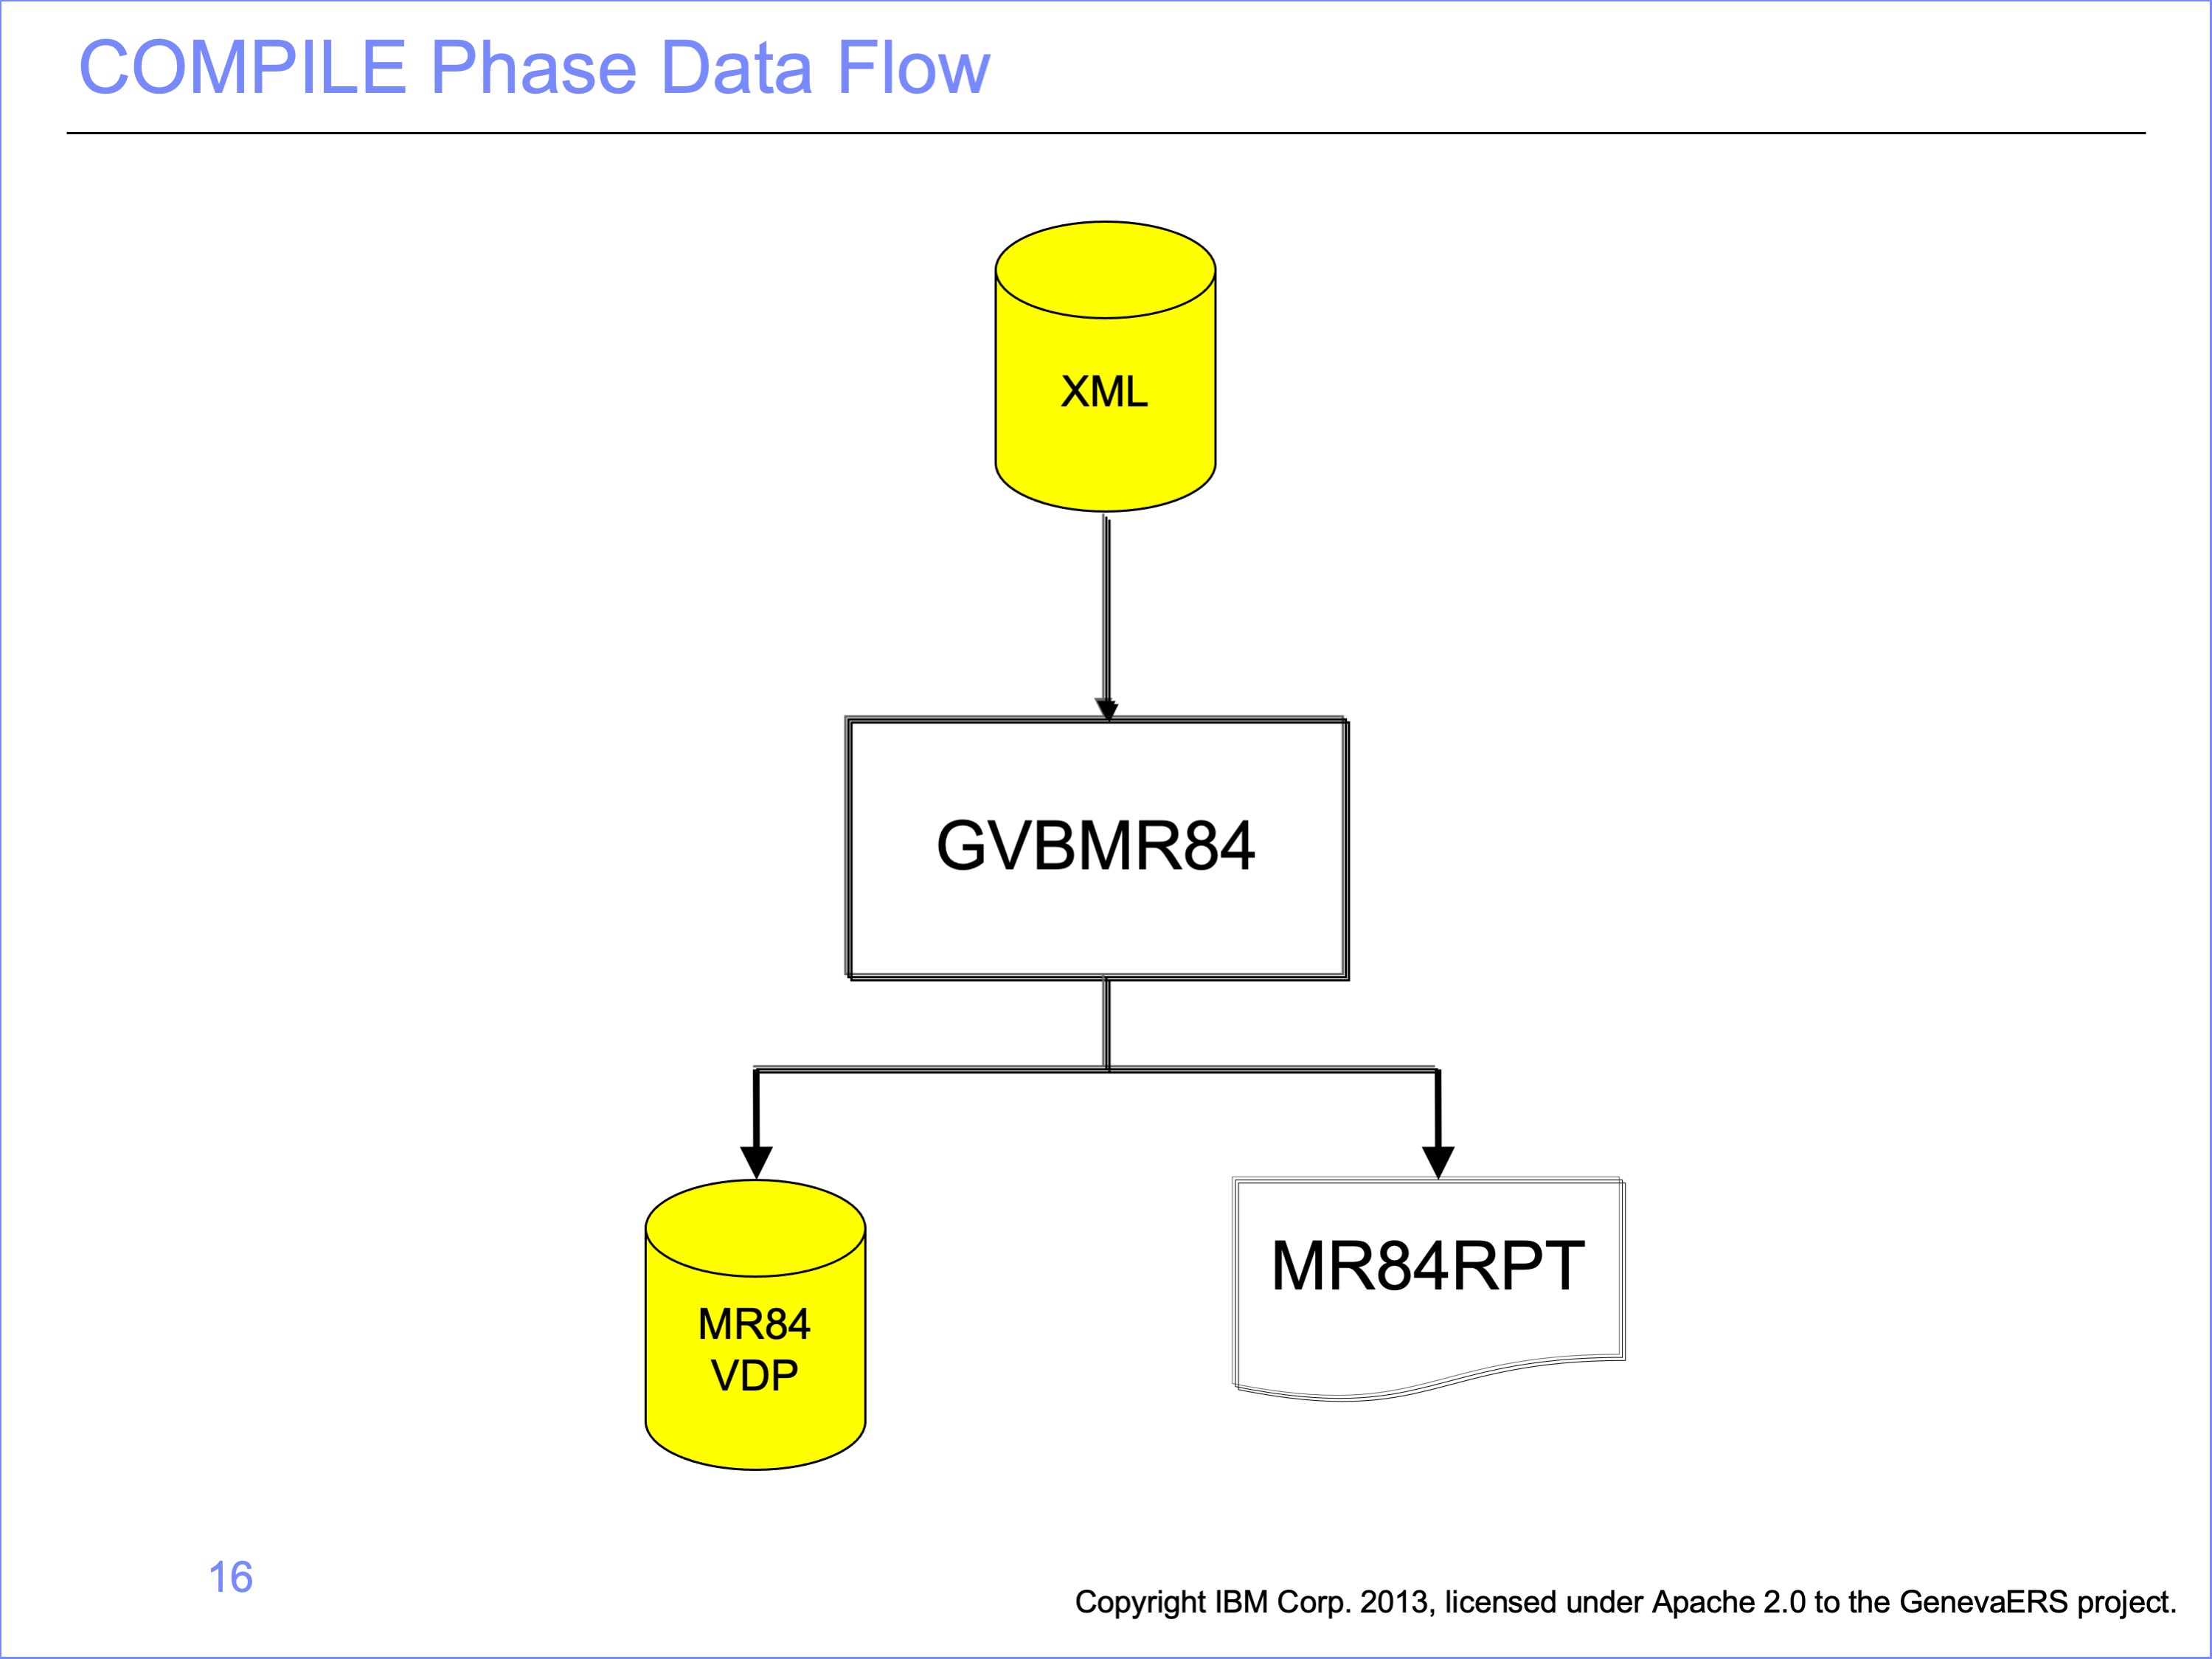 COMPILE Phase Data Flow
XML
GVBMR84
MR84
VDP
MR84RPT
16
Copyright IBM Corp. 2013, licensed under Apache 2.0 to the GenevaERS project.